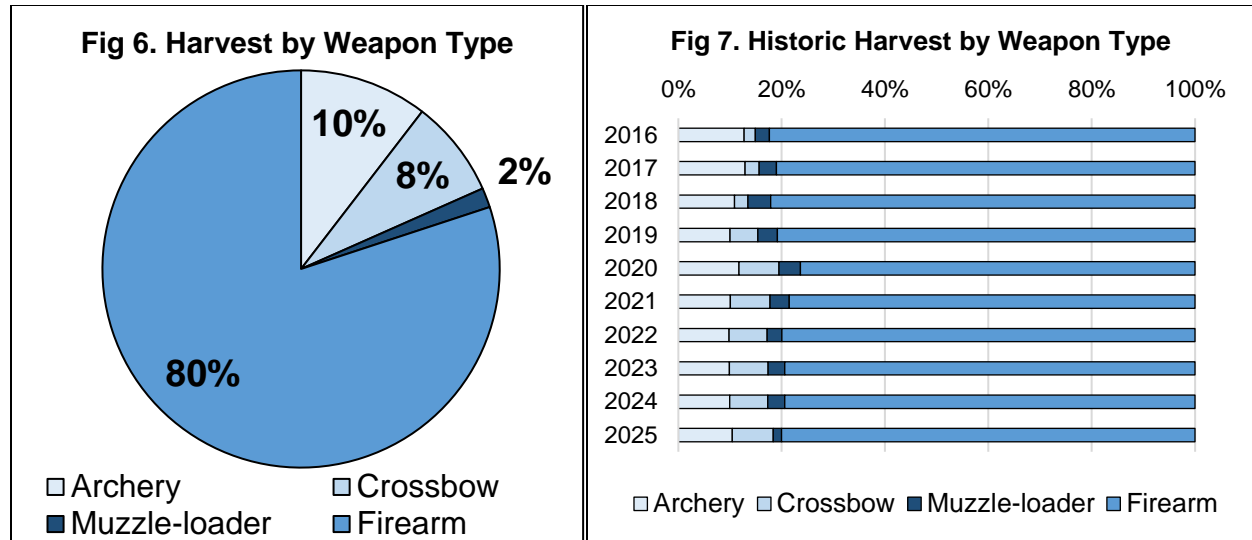 Fig 6. Harvest by Weapon Type
10%
8%
2%
80%
Archery Crossbow
Muzzle-loader Firearm
Fig 7. Historic Harvest by Weapon Type
0% 20% 40% 60% 80% 100%
2016
2017
2018
2019
2020
2021
2022
2023
2024
2025
Archery Crossbow Muzzle-loader Firearm